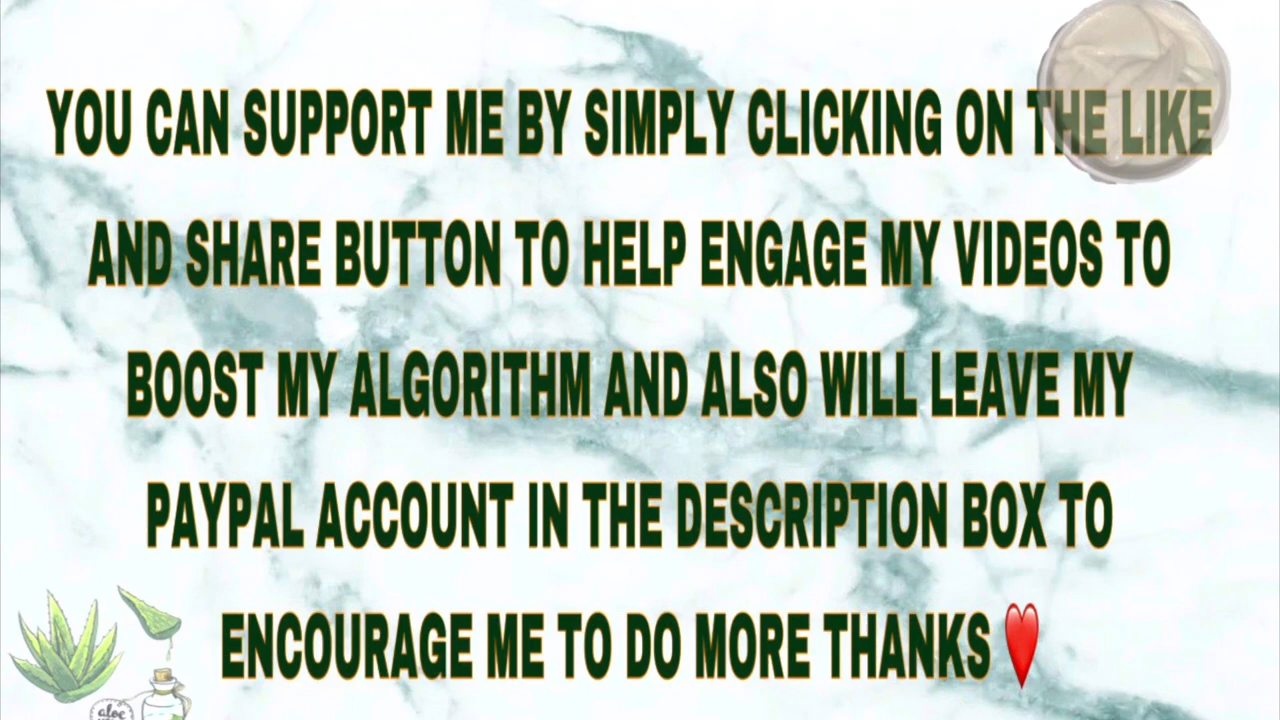 YOU CAN SUPPORT ME BY SIMPLY CLICKING ON THE LIKE
AND SHARE BUTTON TO HELP ENGAGE MY VIDEOS TO
BOOST MY ALGORITHM AND ALSO WILL LEAVE MY
PAYPAL ACCOUNT IN THE DESCRIPTION BOX TO
ENCOURAGE ME TO DO MORE THANKS❤️
aloe